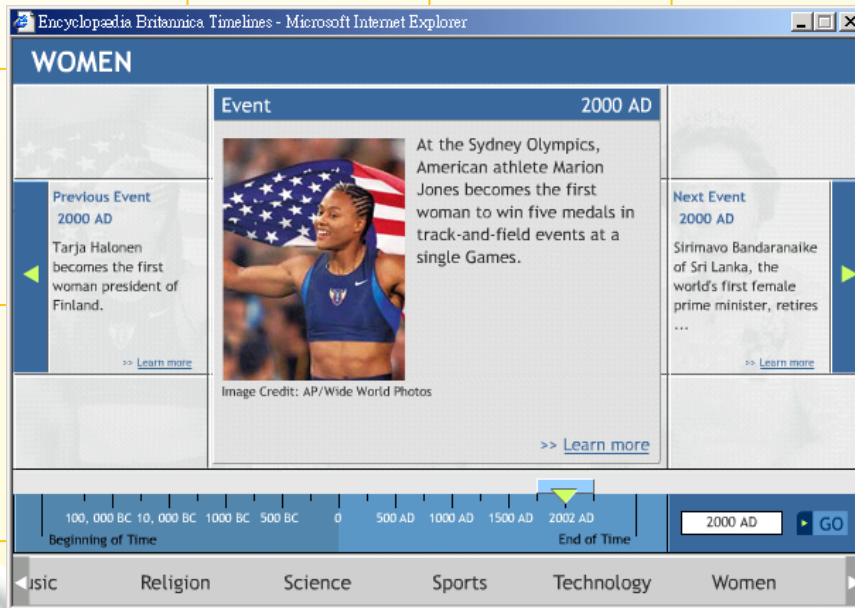 Encyclopædia Britannica Timelines - Microsoft Internet Explorer
WOMEN
Event 2000 AD
At the Sydney Olympics,
American athlete Marion
Jones becomes the first
woman to win five medals in
track-and-field events at a
single Games.
Image Credit: AP/Wide World Photos
>> Learn more
Previous Event
2000 AD
Tarja Halonen
becomes the first
woman president of
Finland.
>> Learn more
Next Event
2000 AD
Sirimavo Bandaranaike
of Sri Lanka, the
world's first female
prime minister, retires
...
>> Learn more
100, 000 BC 10, 000 BC 1000 BC 500 BC 0 500 AD 1000 AD 1500 AD 2002 AD
Beginning of Time End of Time
2000 AD GO
usic Religion Science Sports Technology Women